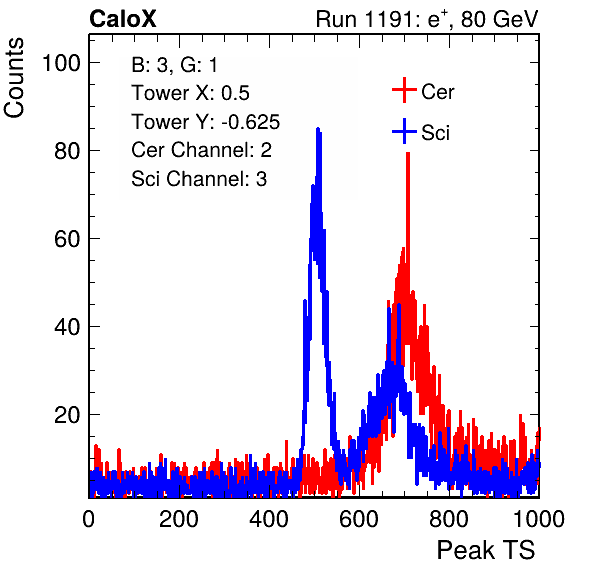 CaloX
Run 1191: e+, 80 GeV
Counts
B: 3, G: 1
Tower X: 0.5
Tower Y: -0.625
Cer Channel: 2
Sci Channel: 3
Cer
Sci
100
80
60
40
20
0 200 400 600 800 1000
Peak TS